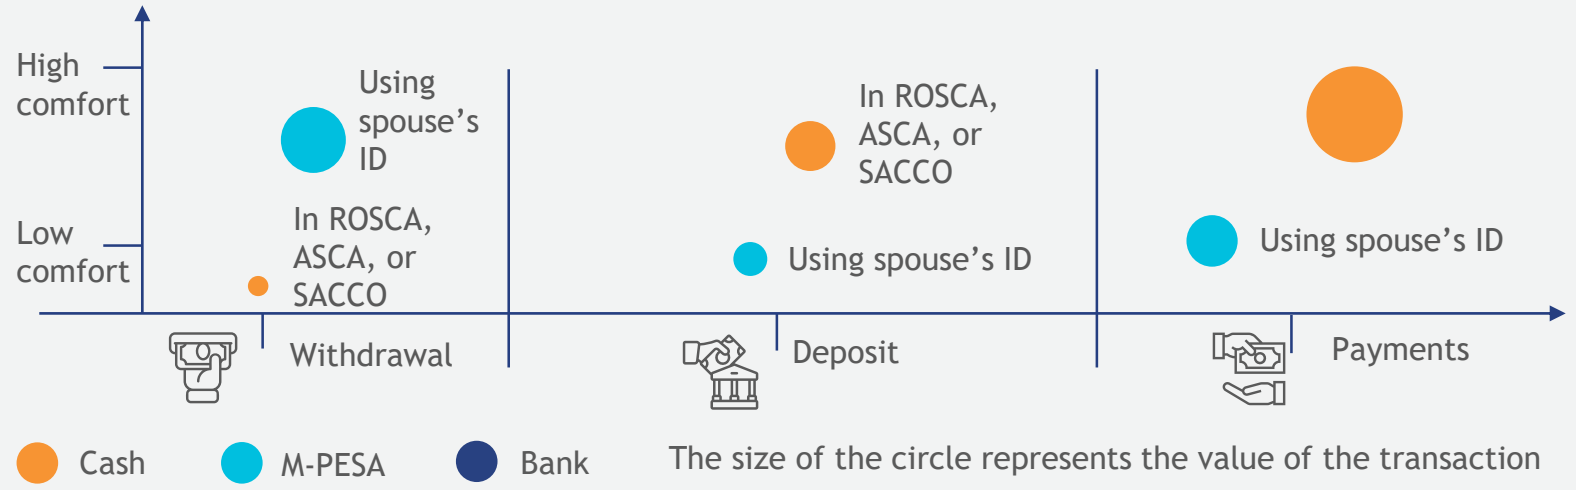 High
comfort
Low
comfort
Using
spouse’s
ID
In ROSCA,
ASCA, or
SACCO
In ROSCA,
ASCA, or
SACCO
Using spouse’s ID
Using spouse’s ID
Withdrawal
Deposit
Payments
Cash
M-PESA
Bank
The size of the circle represents the value of the transaction